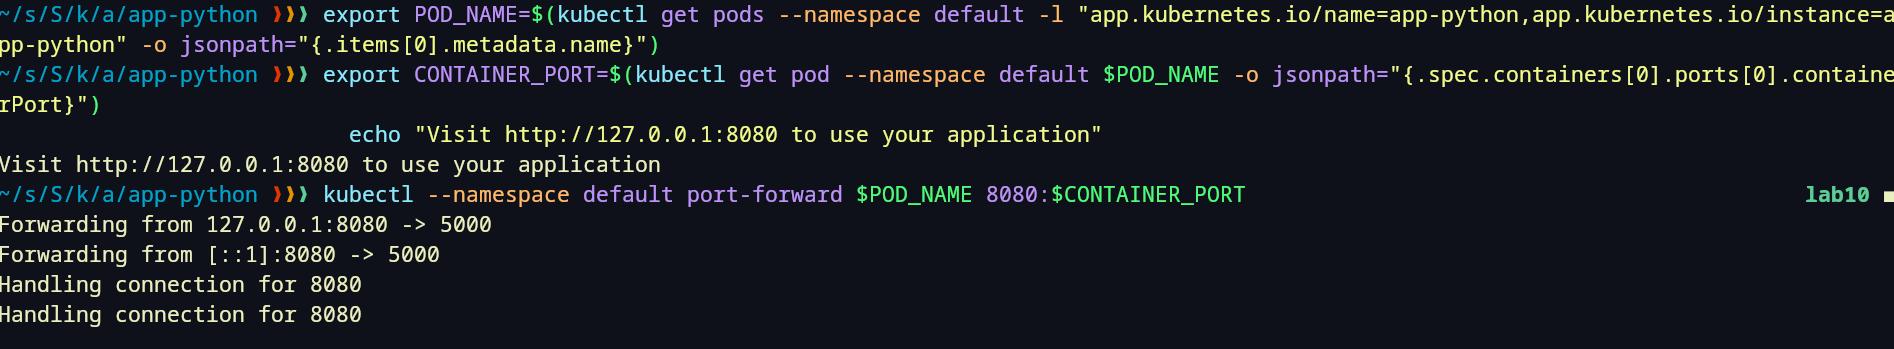 ~/s/S/k/a/app-python ❯❯❯ export POD_NAME=$(kubectl get pods --namespace default -l "app.kubernetes.io/name=app-python,app.kubernetes.io/instance=a
pp-python" -o jsonpath="{.items[0].metadata.name}")
~/s/S/k/a/app-python ❯❯❯ export CONTAINER_PORT=$(kubectl get pod --namespace default $POD_NAME -o jsonpath="{.spec.containers[0].ports[0].containe
rPort}")
echo "Visit http://127.0.0.1:8080 to use your application"
Visit http://127.0.0.1:8080 to use your application
~/s/S/k/a/app-python ❯❯❯ kubectl --namespace default port-forward $POD_NAME 8080:$CONTAINER_PORT lab10 ■
Forwarding from 127.0.0.1:8080 -> 5000
Forwarding from [::1]:8080 -> 5000
Handling connection for 8080
Handling connection for 8080